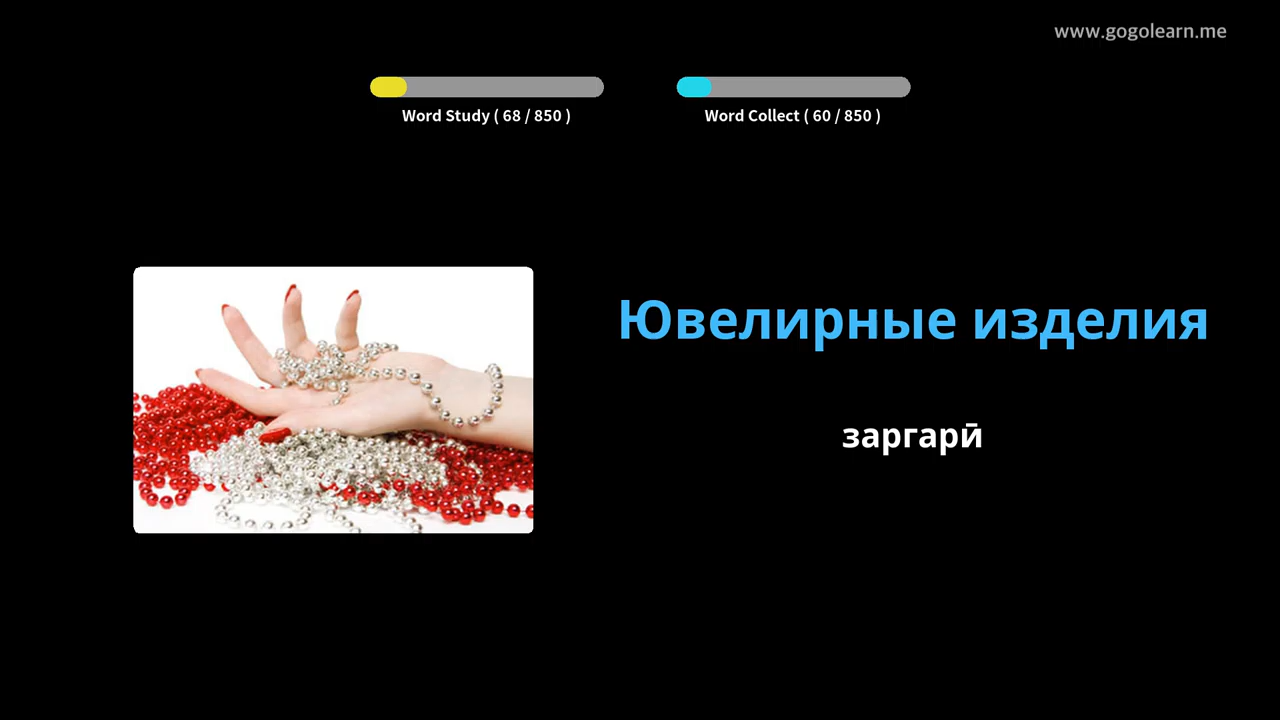 www.gogolearn.me
Word Study ( 68 / 850 )
Word Collect ( 60 / 850 )
Ювелирные изделия
заргарӣ